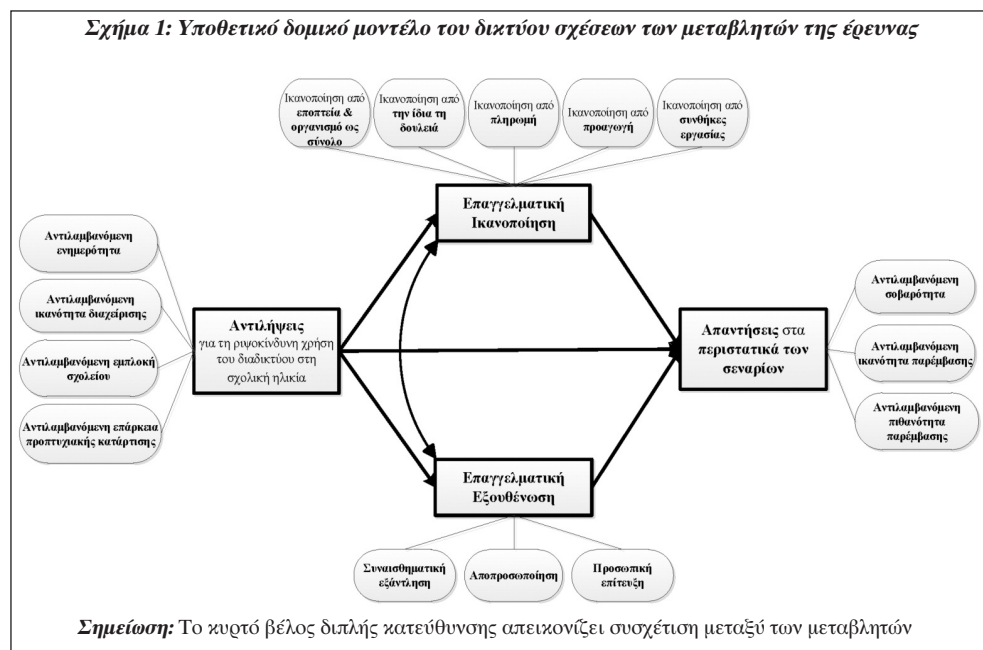 Σχήμα 1: Υποθετικό δομικό μοντέλο του δικτύου σχέσεων των μεταβλητών της έρευνας
Ικανοποίηση από
εποπτεία &
οργανισμό ως
σύνολο
Ικανοποίηση από
την ίδια τη
δουλειά
Ικανοποίηση από
πληρωμή
Ικανοποίηση από
προαγωγή
Ικανοποίηση από
συνθήκες
εργασίας
Επαγγελματική
Ικανοποίηση
Αντιλαμβανόμενη
ενημερότητα
Αντιλαμβανόμενη
ικανότητα διαχείρισης
Αντιλαμβανόμενη εμπλοκή
σχολείου
Αντιλαμβανόμενη επάρκεια
προπτυχιακής κατάρτισης
Αντιλήψεις
για τη ριψοκίνδυνη χρήση
του διαδικτύου στη
σχολική ηλικία
Απαντήσεις στα
περιστατικά των
σεναρίων
Αντιλαμβανόμενη
σοβαρότητα
Αντιλαμβανόμενη
ικανότητα παρέμβασης
Αντιλαμβανόμενη
πιθανότητα
παρέμβασης
Επαγγελματική
Εξουθένωση
Συναισθηματική
εξάντληση
Αποπροσωποίηση
Προσωπική
επίτευξη
Σημείωση: Το κυρτό βέλος διπλής κατεύθυνσης απεικονίζει συσχέτιση μεταξύ των μεταβλητών